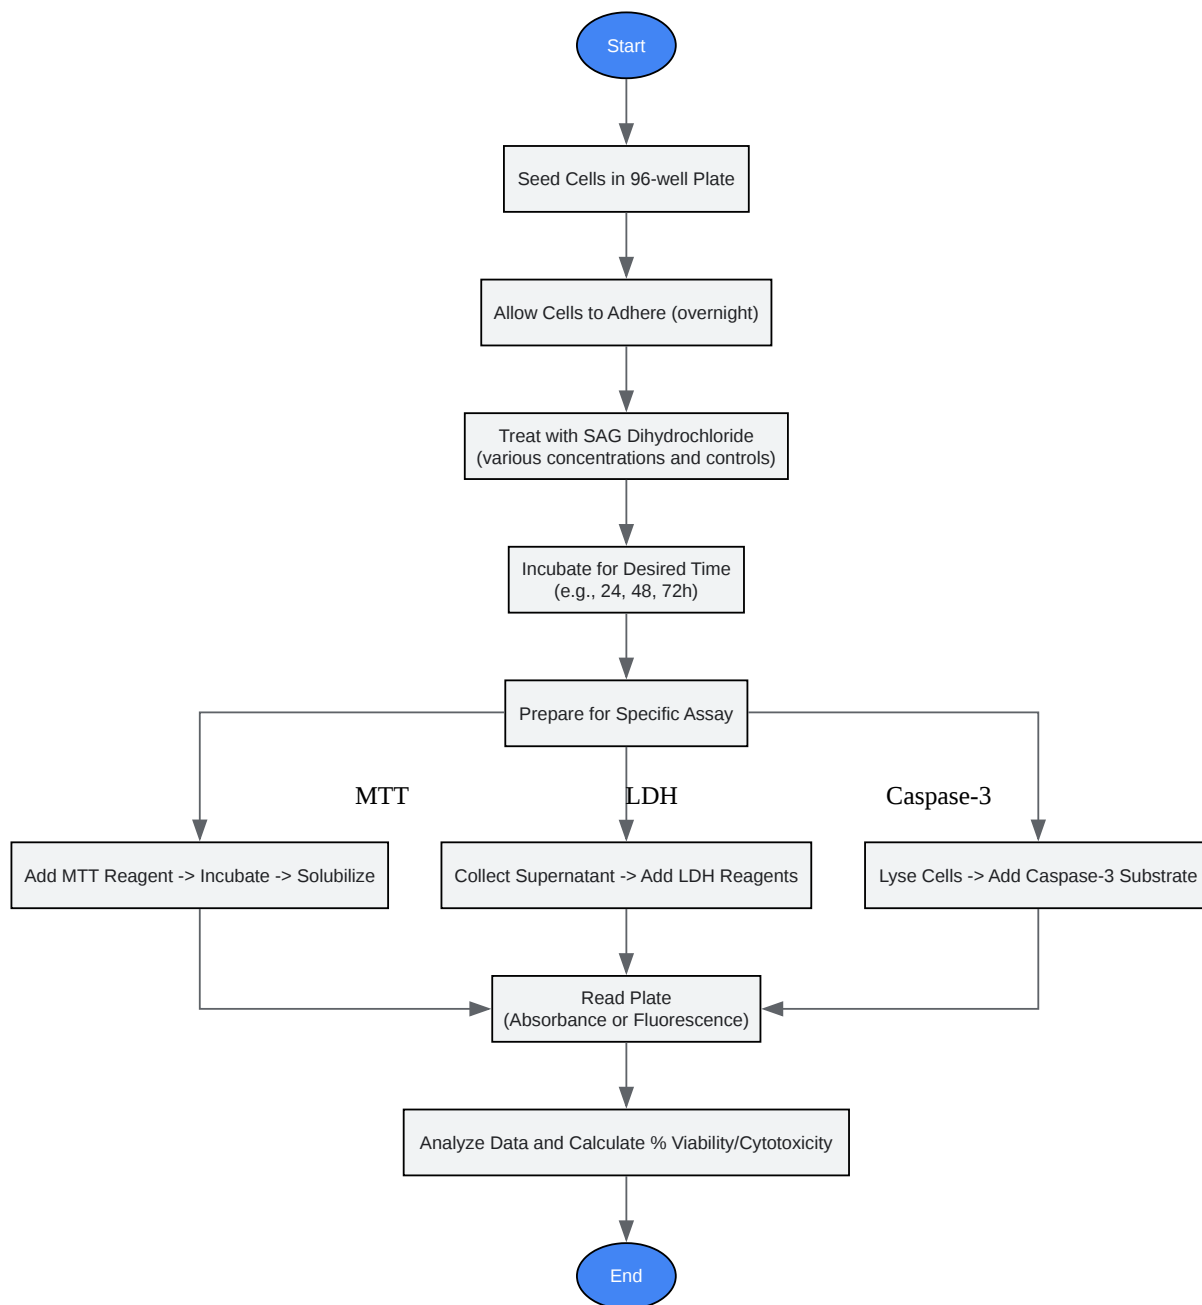 Start
Seed Cells in 96-well Plate
Allow Cells to Adhere (overnight)
Treat with SAG Dihydrochloride
(various concentrations and controls)
Incubate for Desired Time
(e.g., 24, 48, 72h)
Prepare for Specific Assay
MTT
LDH
Caspase-3
Add MTT Reagent -> Incubate -> Solubilize
Collect Supernatant -> Add LDH Reagents
Lyse Cells -> Add Caspase-3 Substrate
Read Plate
(Absorbance or Fluorescence)
Analyze Data and Calculate % Viability/Cytotoxicity
End